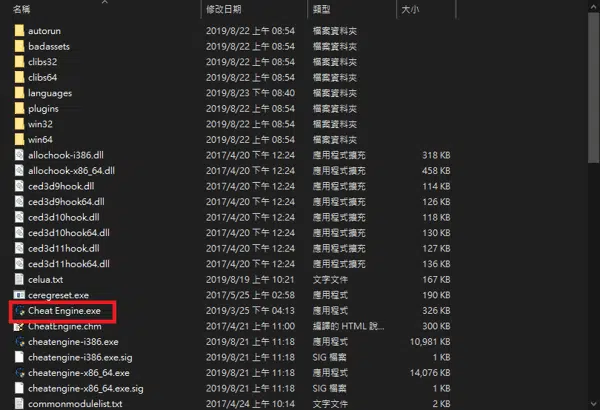 名稱 修改日期 類型 大小
autorun 2019/8/22 上午 08:54 檔案資料夾
badassets 2019/8/22 上午 08:54 檔案資料夾
clibs32 2019/8/22 上午 08:54 檔案資料夾
clibs64 2019/8/22 上午 08:54 檔案資料夾
languages 2019/8/23 下午 08:40 檔案資料夾
plugins 2019/8/22 上午 08:54 檔案資料夾
win32 2019/8/22 上午 08:54 檔案資料夾
win64 2019/8/22 上午 08:54 檔案資料夾
allochook-i386.dll 2017/4/20 下午 12:24 應用程式擴充 318 KB
allochook-x86_64.dll 2017/4/20 下午 12:24 應用程式擴充 458 KB
ced3d9hook.dll 2017/4/20 下午 12:24 應用程式擴充 114 KB
ced3d9hook64.dll 2017/4/20 下午 12:24 應用程式擴充 126 KB
ced3d10hook.dll 2017/4/20 下午 12:24 應用程式擴充 118 KB
ced3d10hook64.dll 2017/4/20 下午 12:24 應用程式擴充 130 KB
ced3d11hook.dll 2017/4/20 下午 12:24 應用程式擴充 127 KB
ced3d11hook64.dll 2017/4/20 下午 12:24 應用程式擴充 136 KB
celua.txt 2019/8/19 上午 10:21 文字文件 167 KB
ceregreset.exe 2017/5/25 上午 02:58 應用程式 190 KB
Cheat Engine.exe 2019/3/25 下午 04:13 應用程式 326 KB
CheatEngine.chm 2017/4/21 上午 11:00 編譯的 HTML 說... 300 KB
cheatengine-i386.exe 2019/8/21 上午 11:18 應用程式 10,981 KB
cheatengine-i386.exe.sig 2019/8/21 上午 11:18 SIG 檔案 1 KB
cheatengine-x86_64.exe 2019/8/21 上午 11:18 應用程式 14,076 KB
cheatengine-x86_64.exe.sig 2019/8/21 上午 11:18 SIG 檔案 1 KB
commonmodulelist.txt 2017/4/24 下午 10:14 文字文件 2 KB